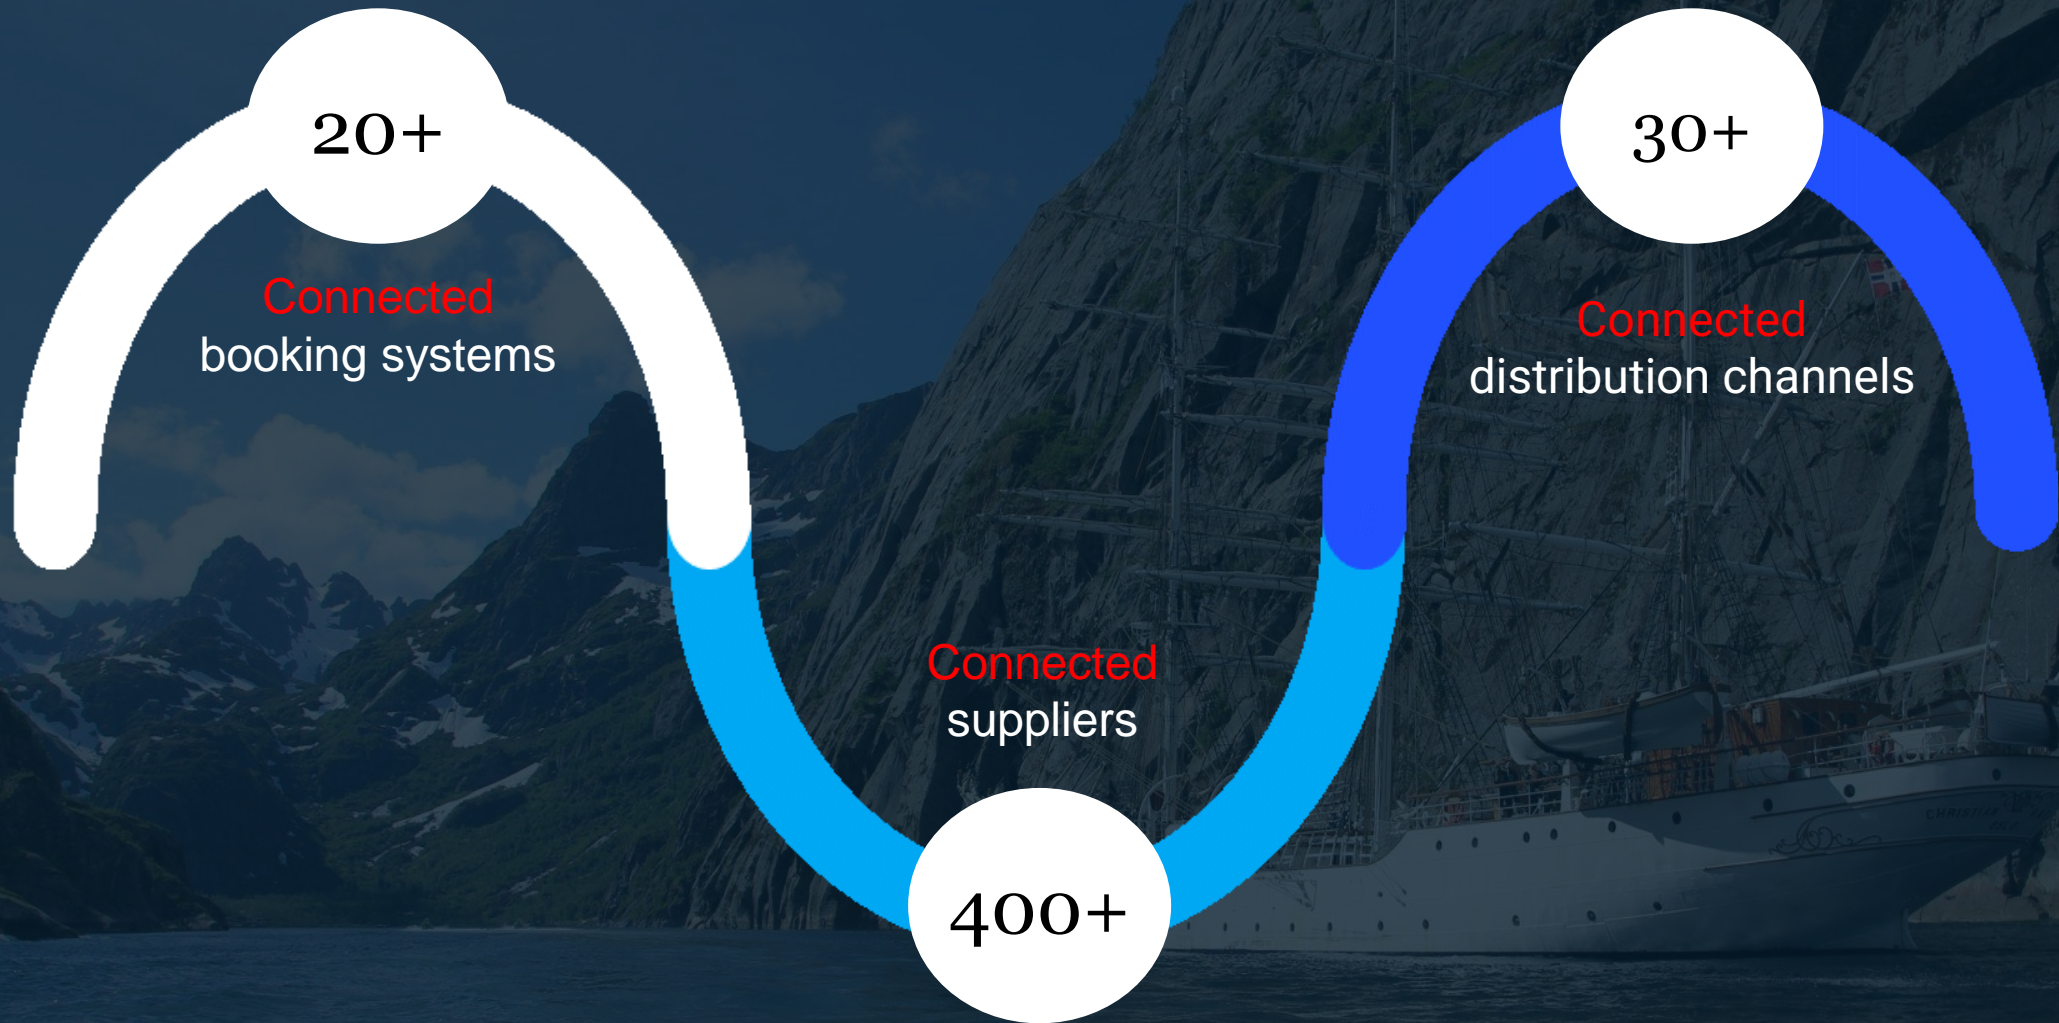 20+
Connected
booking systems
Connected
suppliers
400+
30+
Connected
distribution channels